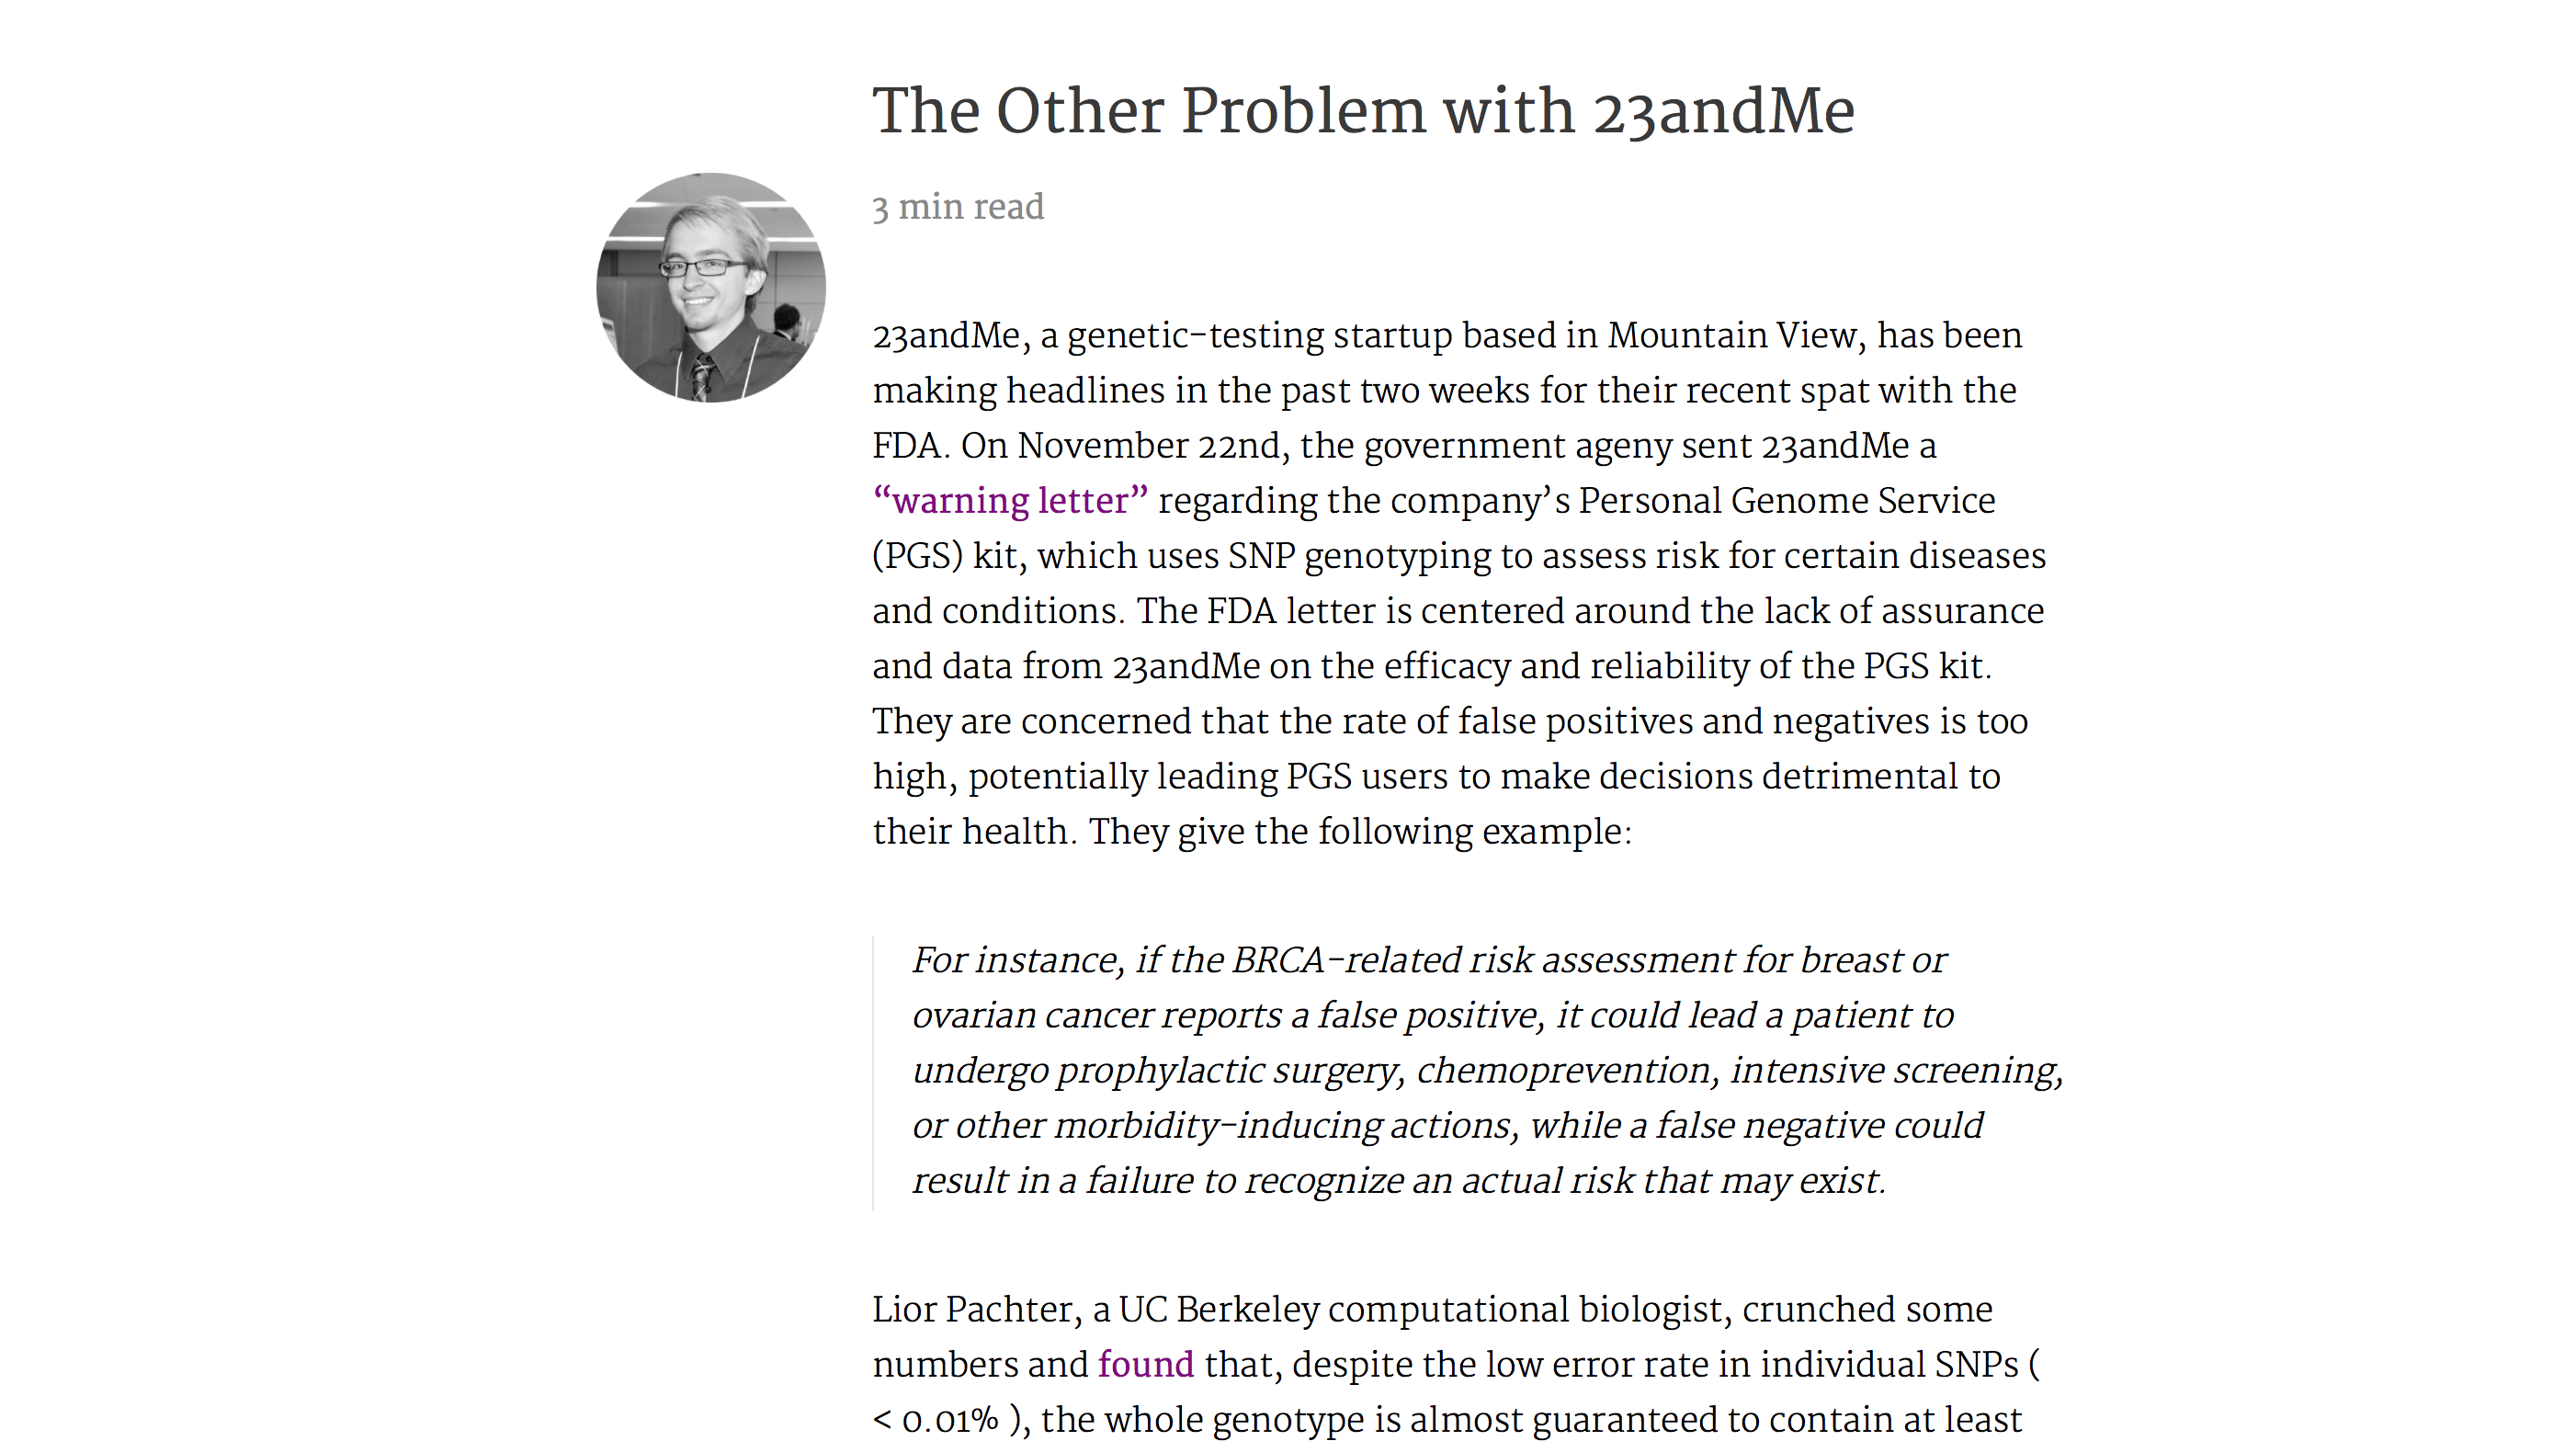 The Other Problem with 23andMe
3 min read
23andMe, a genetic-testing startup based in Mountain View, has been
making headlines in the past two weeks for their recent spat with the
FDA. On November 22nd, the government ageny sent 23andMe a
“warning letter” regarding the company’s Personal Genome Service
(PGS) kit, which uses SNP genotyping to assess risk for certain diseases
and conditions. The FDA letter is centered around the lack of assurance
and data from 23andMe on the efficacy and reliability of the PGS kit.
They are concerned that the rate of false positives and negatives is too
high, potentially leading PGS users to make decisions detrimental to
their health. They give the following example:
For instance, if the BRCA-related risk assessment for breast or
ovarian cancer reports a false positive, it could lead a patient to
undergo prophylactic surgery, chemoprevention, intensive screening,
or other morbidity-inducing actions, while a false negative could
result in a failure to recognize an actual risk that may exist.
Lior Pachter, a UC Berkeley computational biologist, crunched some
numbers and found that, despite the low error rate in individual SNPs (
< 0.01% ), the whole genotype is almost guaranteed to contain at least